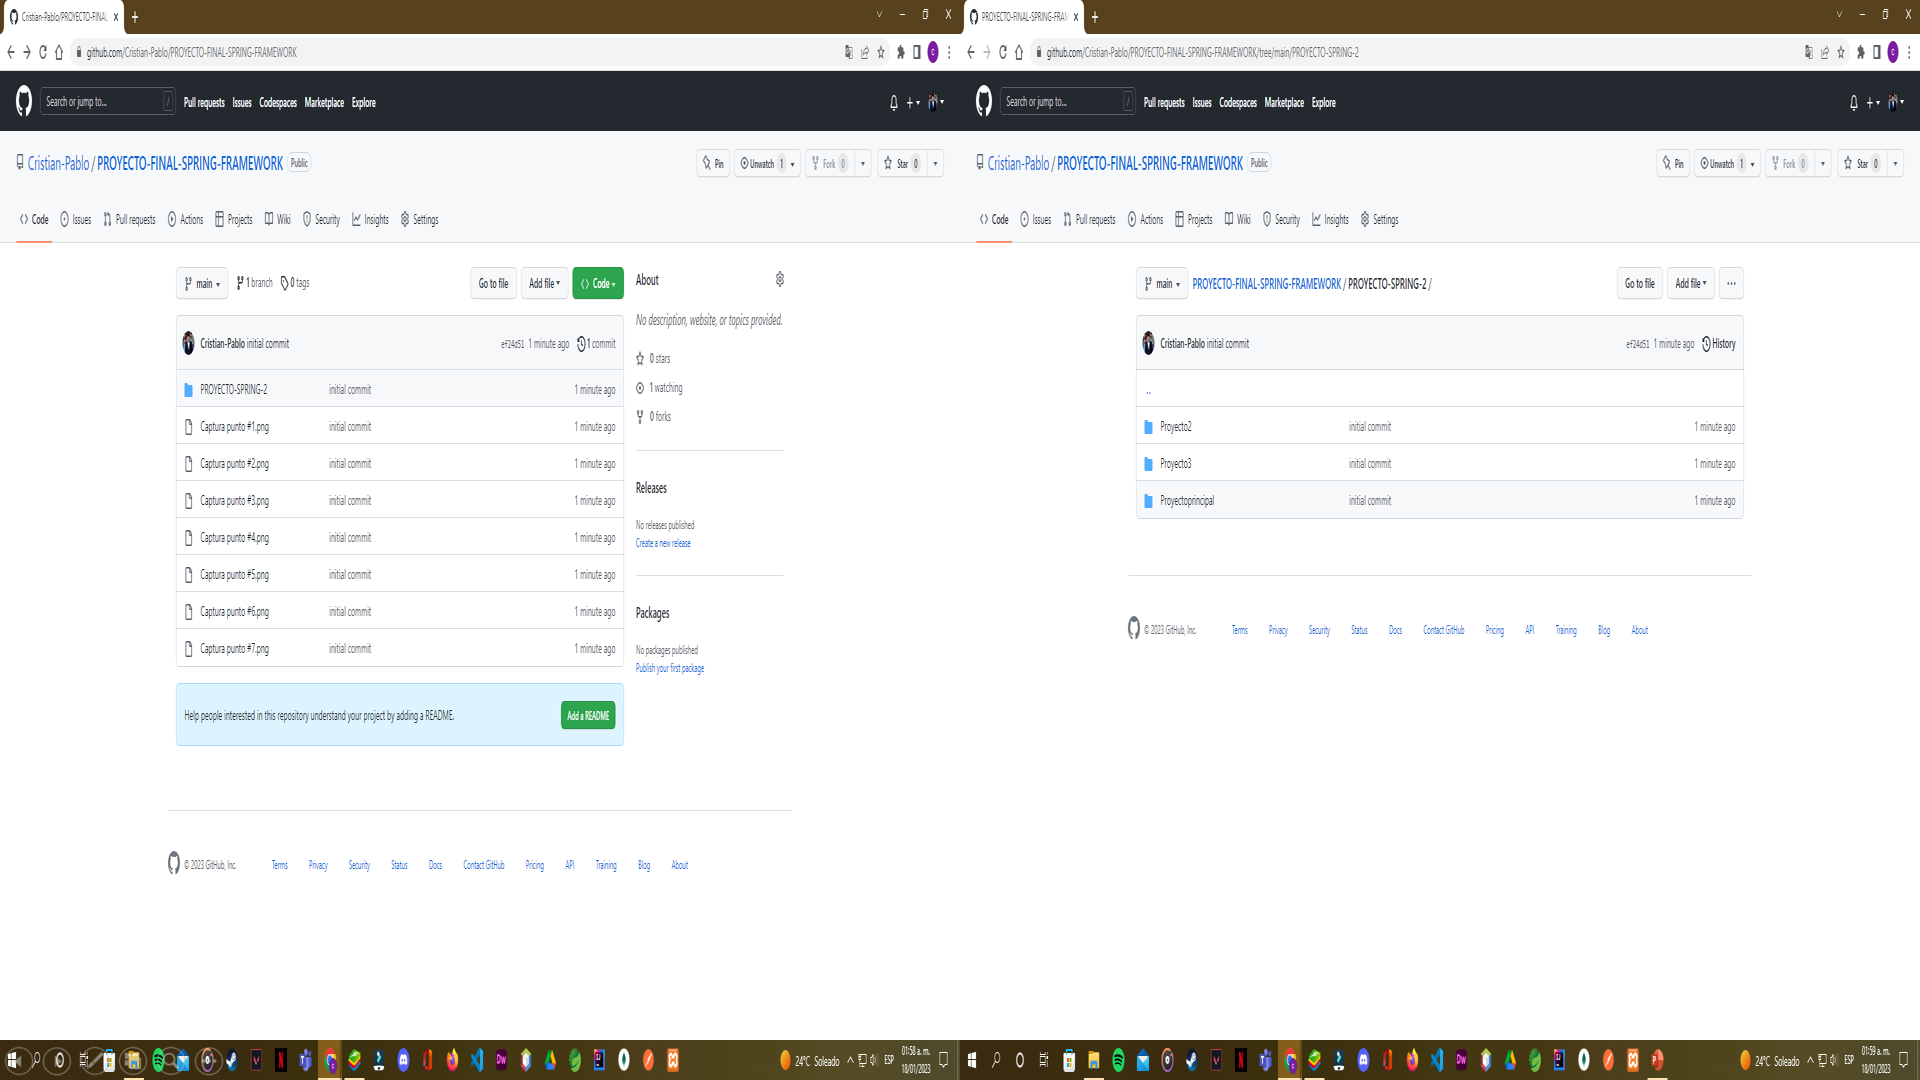 Cristian-Pablo/PROYECTO-FINAL-
github.com/Cristian-Pablo/PROYECTO-FINAL-SPRING-FRAMEWORK
Search or jump to... /
Pull requests Issues Codespaces Marketplace Explore
Cristian-Pablo / PROYECTO-FINAL-SPRING-FRAMEWORK Public
Pin Unwatch 1 Fork 0 Star 0
Code Issues Pull requests Actions Projects Wiki Security Insights Settings
main 1 branch 0 tags Go to file Add file Code
Cristian-Pablo initial commit ef24d51 1 minute ago 1 commit
PROYECTO-SPRING-2 initial commit 1 minute ago
Captura punto #1.png initial commit 1 minute ago
Captura punto #2.png initial commit 1 minute ago
Captura punto #3.png initial commit 1 minute ago
Captura punto #4.png initial commit 1 minute ago
Captura punto #5.png initial commit 1 minute ago
Captura punto #6.png initial commit 1 minute ago
Captura punto #7.png initial commit 1 minute ago
Help people interested in this repository understand your project by adding a README. Add a README
About
No description, website, or topics provided.
0 stars
1 watching
0 forks
Releases
No releases published
Create a new release
Packages
No packages published
Publish your first package
© 2023 GitHub, Inc. Terms Privacy Security Status Docs Contact GitHub Pricing API Training Blog About
24°C Soleado ESP 01:58 a. m.
18/01/2023
PROYECTO-FINAL-SPRING-FRAM
github.com/Cristian-Pablo/PROYECTO-FINAL-SPRING-FRAMEWORK/tree/main/PROYECTO-SPRING-2
Search or jump to... /
Pull requests Issues Codespaces Marketplace Explore
Cristian-Pablo / PROYECTO-FINAL-SPRING-FRAMEWORK Public
Pin Unwatch 1 Fork 0 Star 0
Code Issues Pull requests Actions Projects Wiki Security Insights Settings
main PROYECTO-FINAL-SPRING-FRAMEWORK / PROYECTO-SPRING-2 / Go to file Add file ...
Cristian-Pablo initial commit ef24d51 1 minute ago History
..
Proyecto2 initial commit 1 minute ago
Proyecto3 initial commit 1 minute ago
Proyectoprincipal initial commit 1 minute ago
© 2023 GitHub, Inc. Terms Privacy Security Status Docs Contact GitHub Pricing API Training Blog About
24°C Soleado ESP 01:59 a. m.
18/01/2023